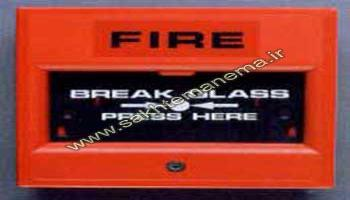 FIRE
BREAK GLASS
PRESS HERE
www.sakhtemanema.ir